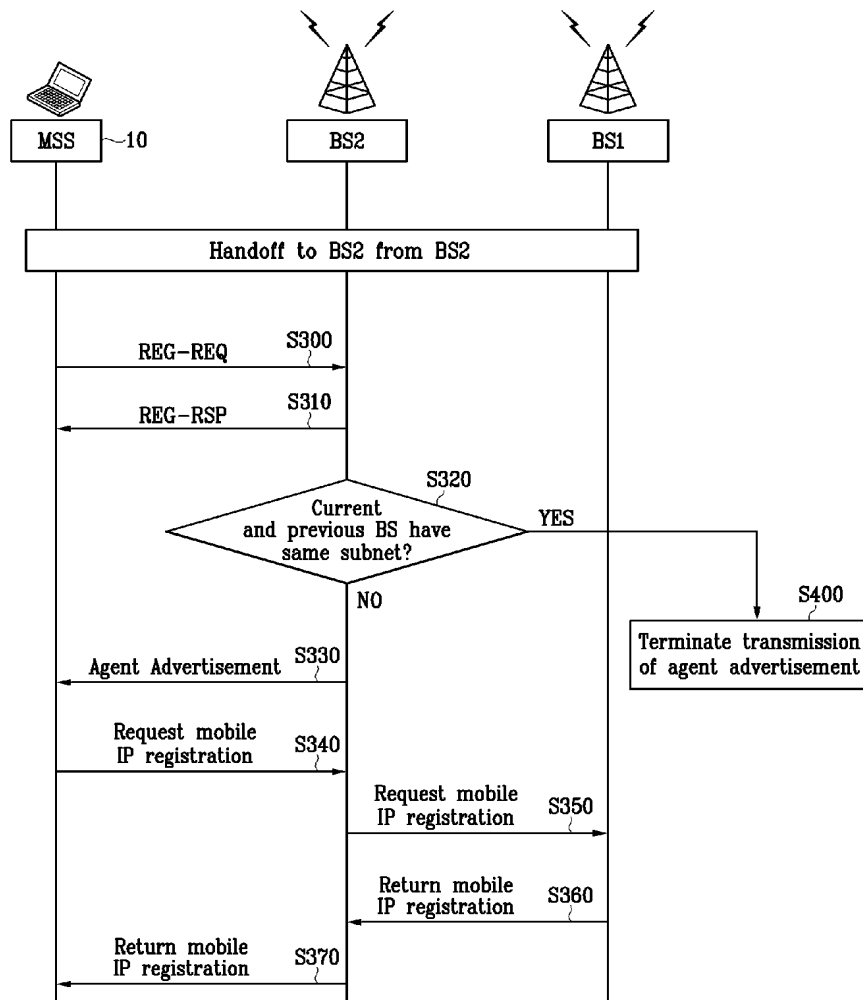 MSS
10
BS2
BS1
Handoff to BS2 from BS2
REG-REQ
S300
REG-RSP
S310
S320
Current
and previous BS have
same subnet?
YES
NO
S400
Terminate transmission
of agent advertisement
Agent Advertisement
S330
Request mobile
IP registration
S340
Request mobile
IP registration
S350
Return mobile
IP registration
S360
Return mobile
IP registration
S370